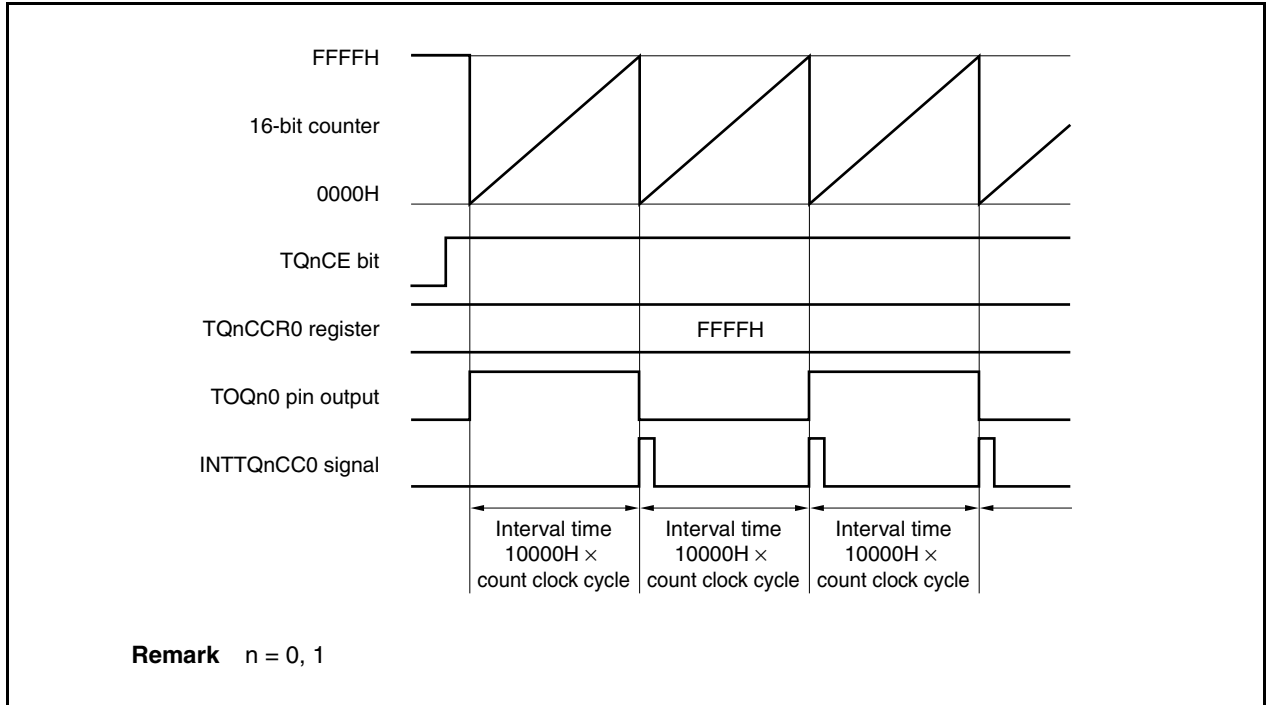 FFFFH
16-bit counter
0000H
TQnCE bit
TQnCCR0 register
FFFFH
TOQn0 pin output
INTTQnCC0 signal
Interval time
10000H ×
count clock cycle
Interval time
10000H ×
count clock cycle
Interval time
10000H ×
count clock cycle
Remark n = 0, 1